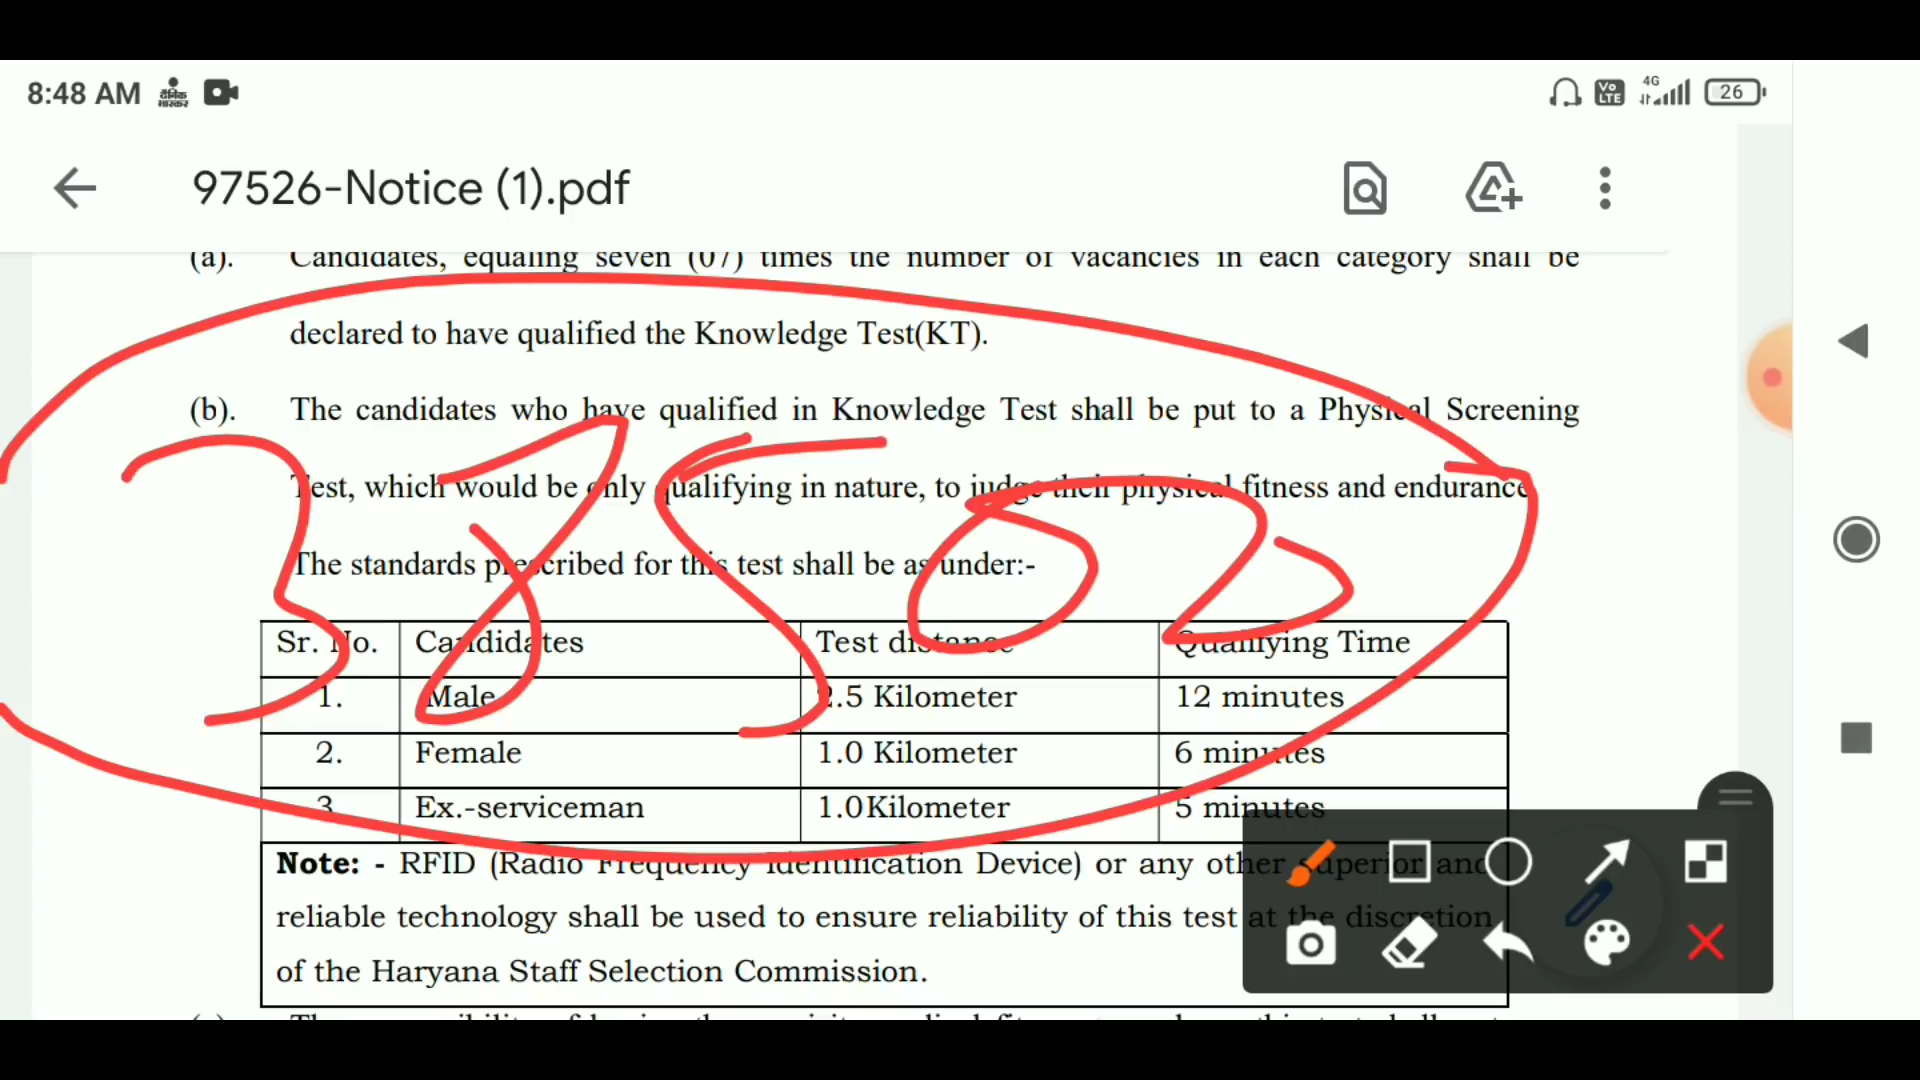 8:48 AM दैनिक भास्कर Vo LTE 4G 26
97526-Notice (1).pdf
(a). Candidates, equaling seven (07) times the number of vacancies in each category shall be
declared to have qualified the Knowledge Test(KT).
(b). The candidates who have qualified in Knowledge Test shall be put to a Physical Screening
Test, which would be only qualifying in nature, to judge their physical fitness and endurance
The standards prescribed for this test shall be as under:-
38502
Sr. No. Candidates Test distance Qualifying Time
1. Male 2.5 Kilometer 12 minutes
2. Female 1.0 Kilometer 6 minutes
3. Ex.-serviceman 1.0Kilometer 5 minutes
Note: - RFID (Radio Frequency Identification Device) or any other superior and
reliable technology shall be used to ensure reliability of this test at the discretion
of the Haryana Staff Selection Commission.